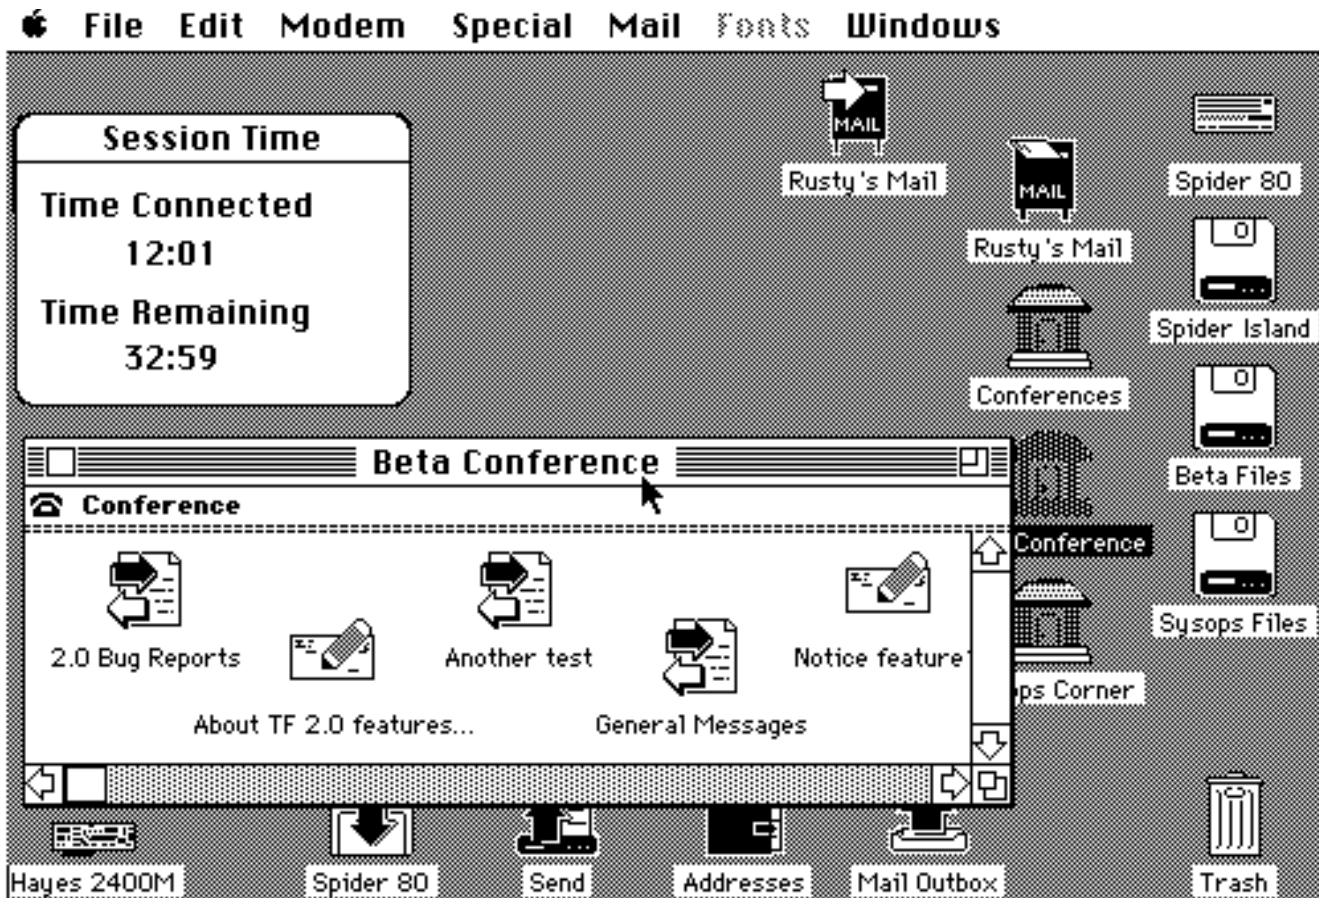 File Edit Modem Special Mail Fonts Windows
Session Time
Time Connected
12:01
Time Remaining
32:59
MAIL
Rusty's Mail
MAIL
Rusty's Mail
Spider 80
Spider Island
Conferences
Beta Files
Conference
Sysops Files
ps Corner
Beta Conference
Conference
2.0 Bug Reports
About TF 2.0 features...
Another test
General Messages
Notice feature
Hayes 2400M
Spider 80
Send
Addresses
Mail Outbox
Trash